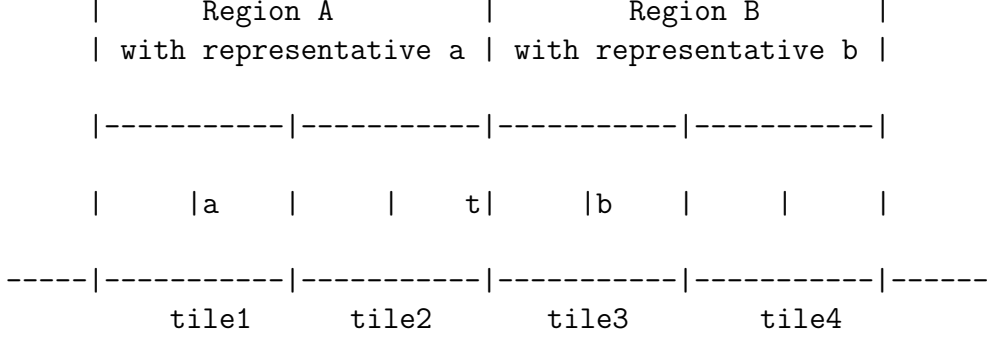 |       Region A            |         Region B          |
| with representative a | with representative b |
|-----------|-----------|-----------|-----------|
|     |a    |     |    t|     |b    |     |     |
-----|-----------|-----------|-----------|-----------|------
tile1 tile2 tile3 tile4